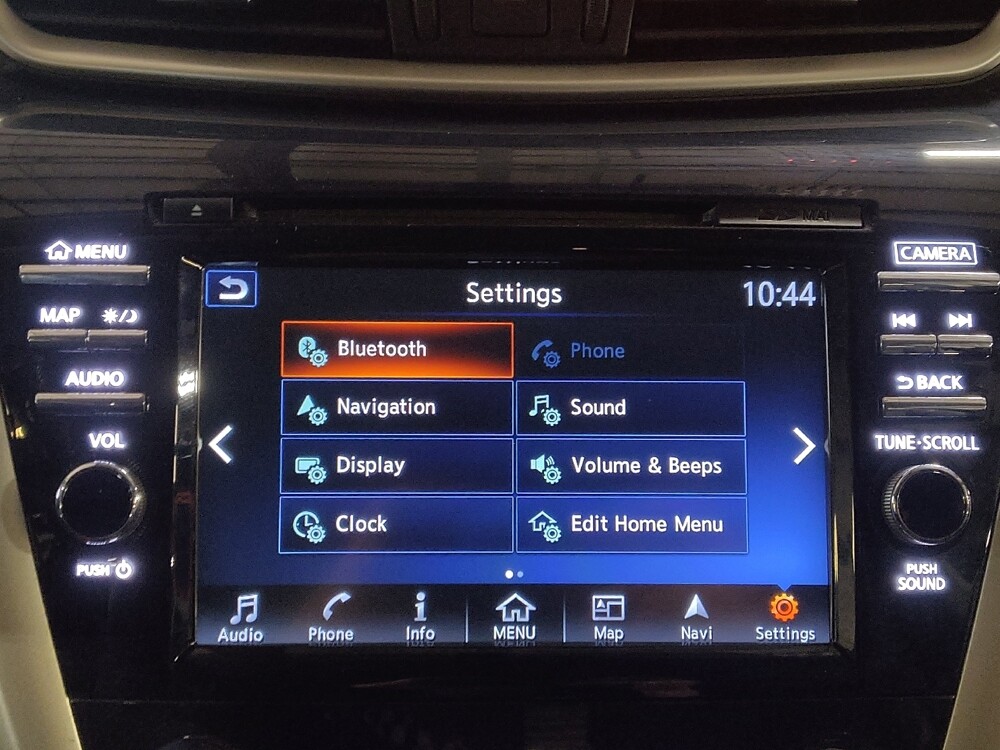 MENU
MAP
AUDIO
VOL
PUSH
Settings 10:44
Bluetooth Phone
Navigation Sound
Display Volume & Beeps
Clock Edit Home Menu
Audio Phone Info MENU Map Navi Settings
CAMERA
BACK
TUNE·SCROLL
PUSH
SOUND